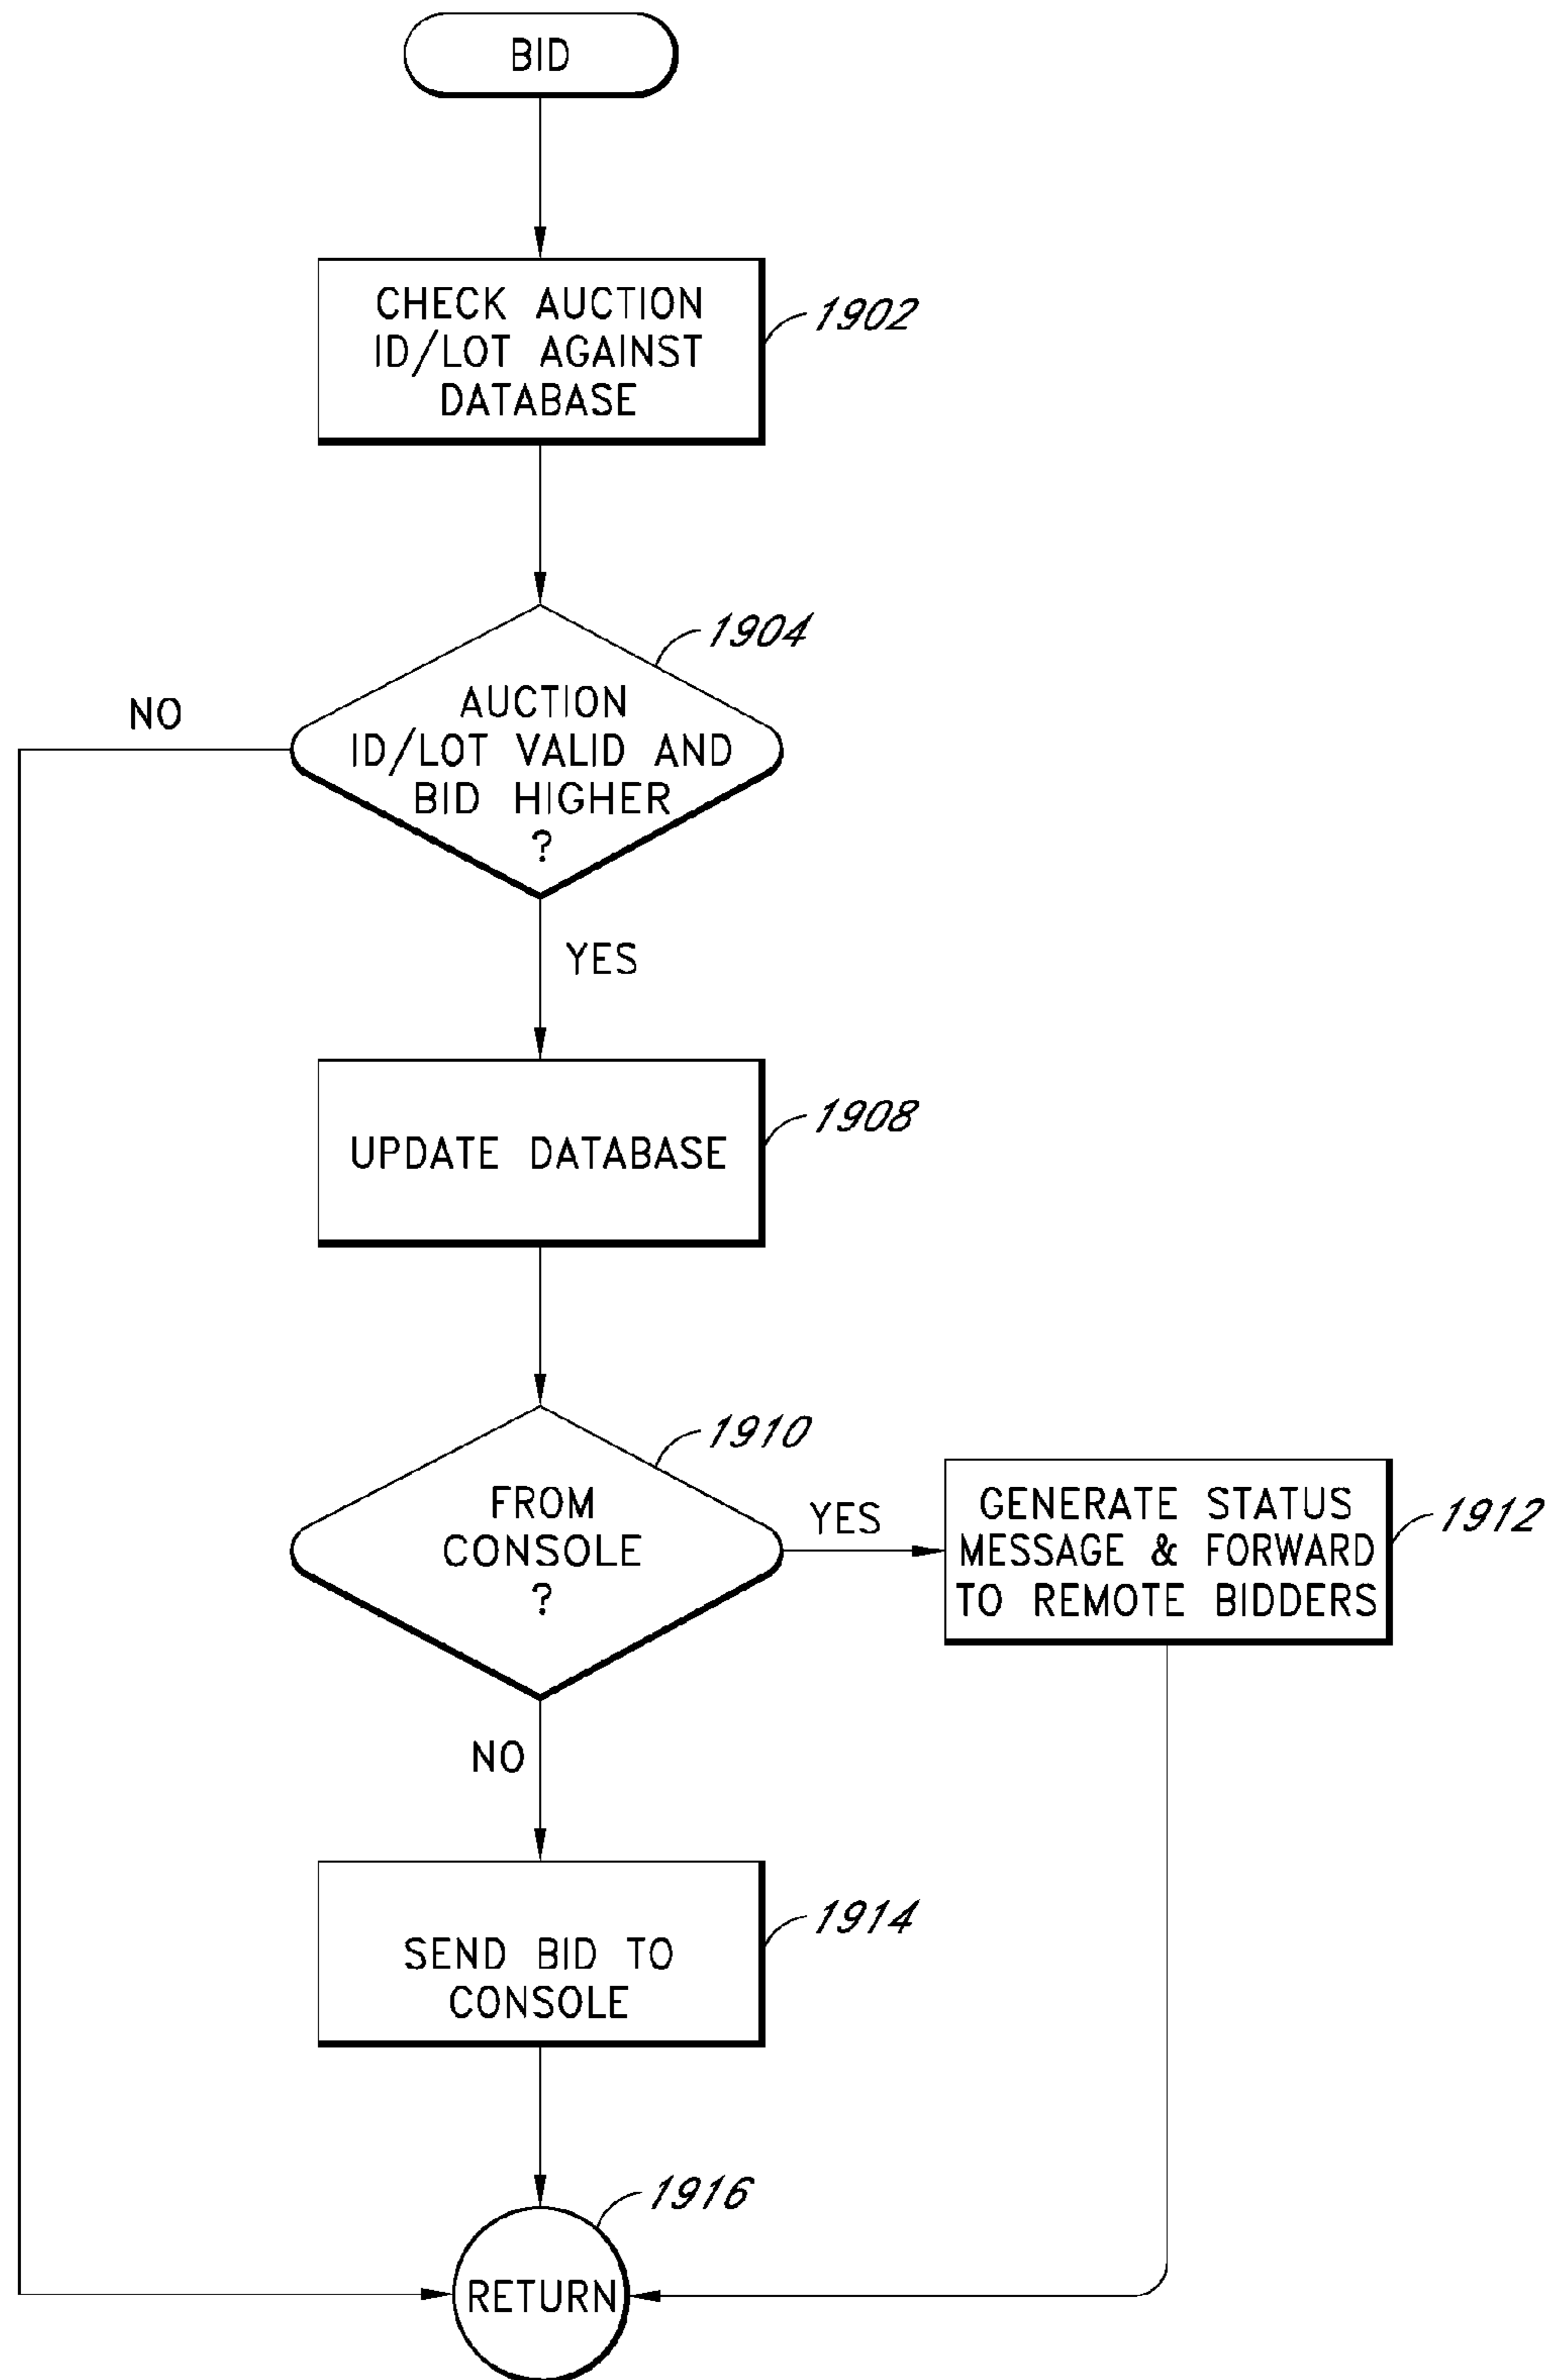 BID
CHECK AUCTION
ID/LOT AGAINST
DATABASE
1902
1904
AUCTION
ID/LOT VALID AND
BID HIGHER
?
NO
YES
UPDATE DATABASE
1908
1910
FROM
CONSOLE
?
YES
GENERATE STATUS
MESSAGE & FORWARD
TO REMOTE BIDDERS
1912
NO
SEND BID TO
CONSOLE
1914
1916
RETURN